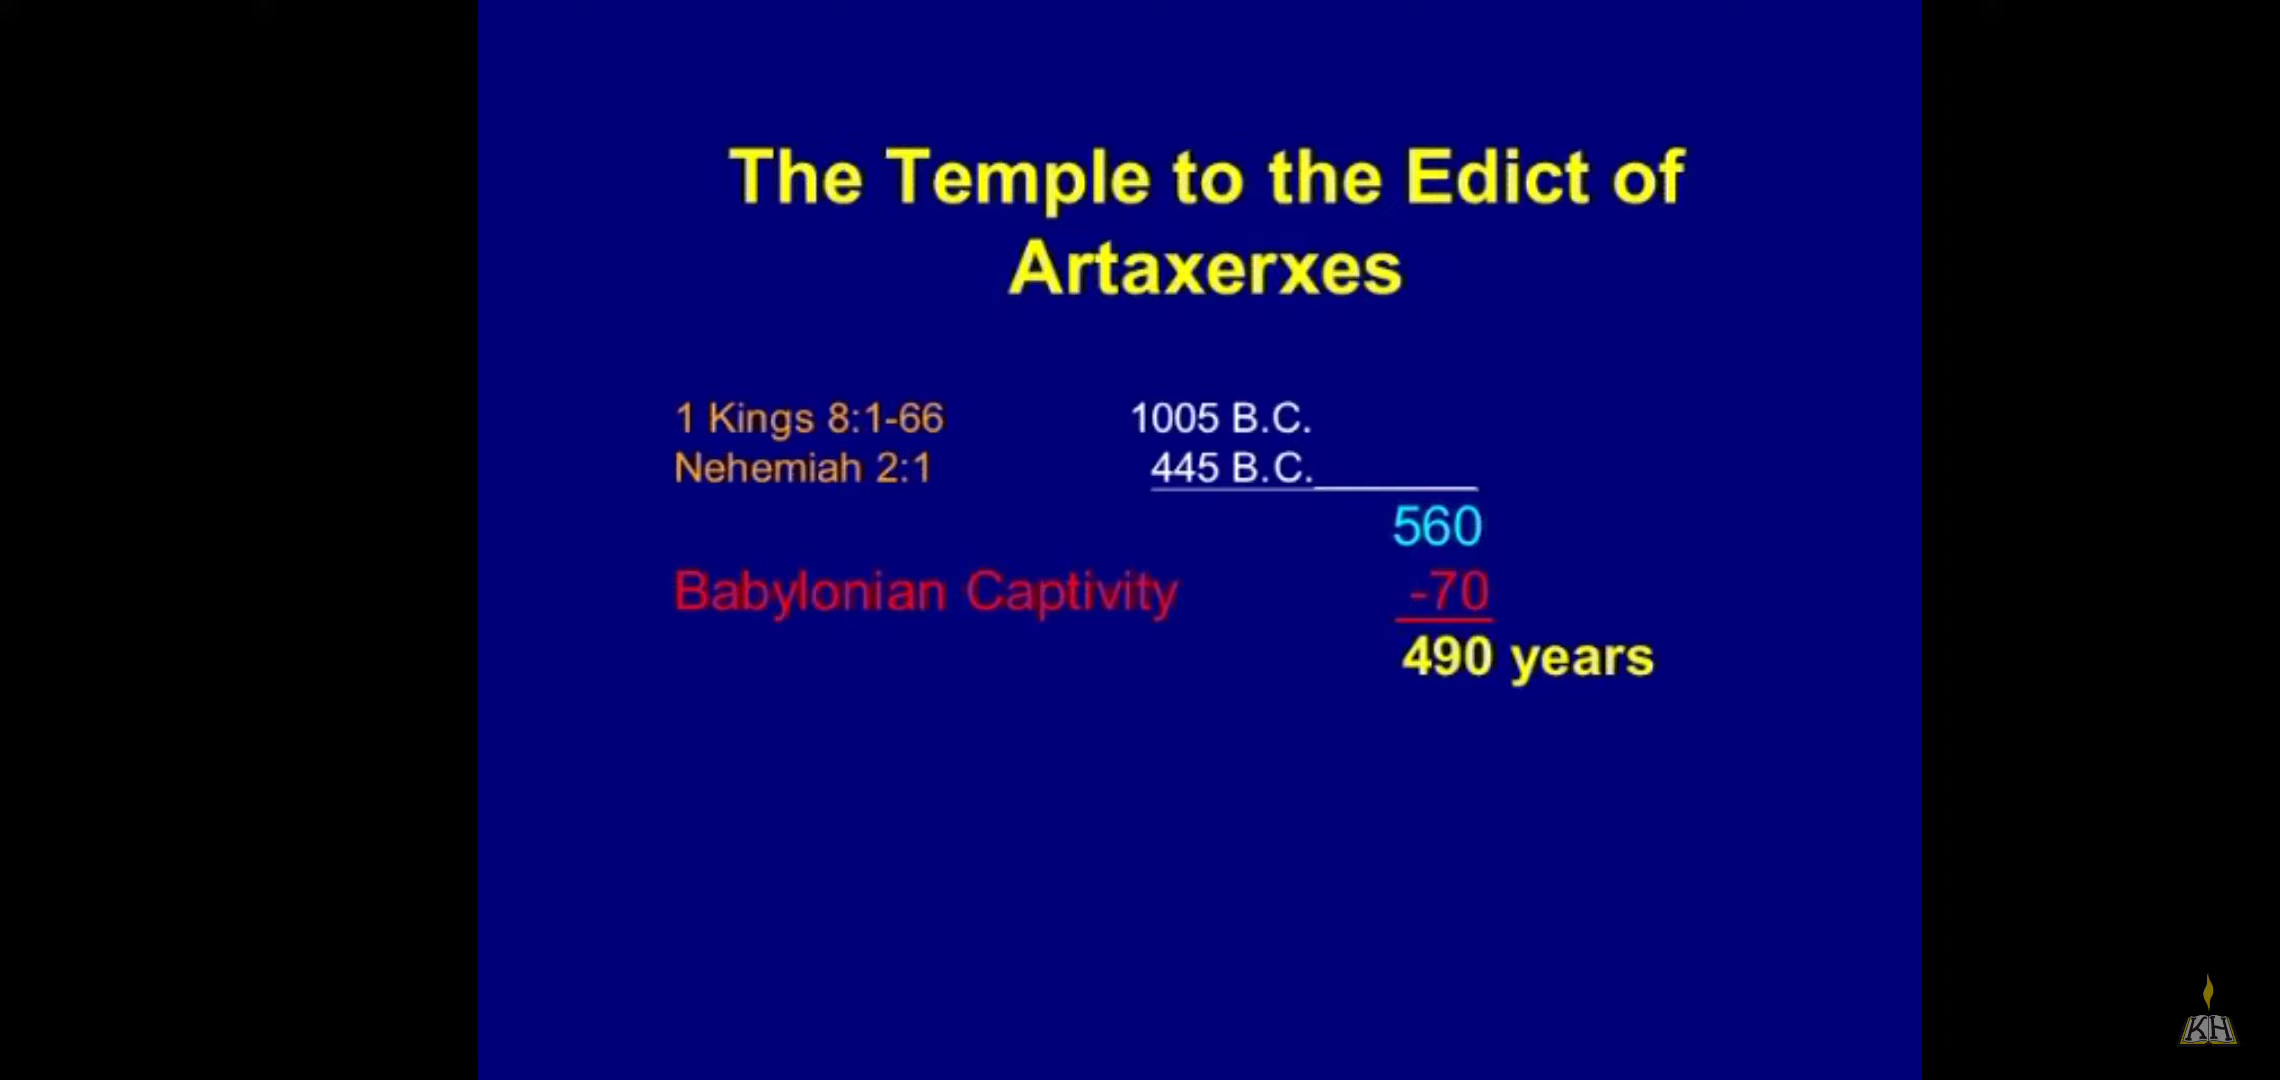 The Temple to the Edict of
Artaxerxes
1 Kings 8:1-66 1005 B.C.
Nehemiah 2:1 445 B.C.
560
Babylonian Captivity -70
490 years
KH